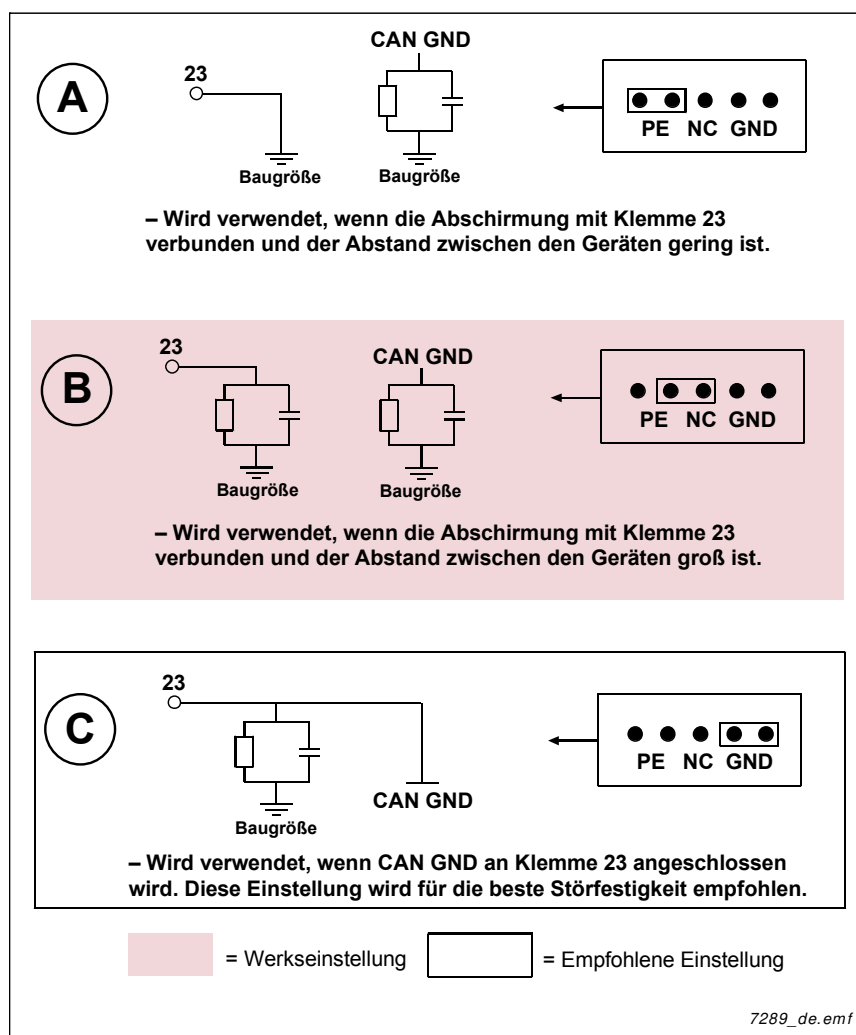 A
23
Baugröße
CAN GND
Baugröße
PE NC GND
– Wird verwendet, wenn die Abschirmung mit Klemme 23
verbunden und der Abstand zwischen den Geräten gering ist.
B
23
Baugröße
CAN GND
Baugröße
PE NC GND
– Wird verwendet, wenn die Abschirmung mit Klemme 23
verbunden und der Abstand zwischen den Geräten groß ist.
C
23
Baugröße
CAN GND
PE NC GND
– Wird verwendet, wenn CAN GND an Klemme 23 angeschlossen
wird. Diese Einstellung wird für die beste Störfestigkeit empfohlen.
= Werkseinstellung
= Empfohlene Einstellung
7289_de.emf